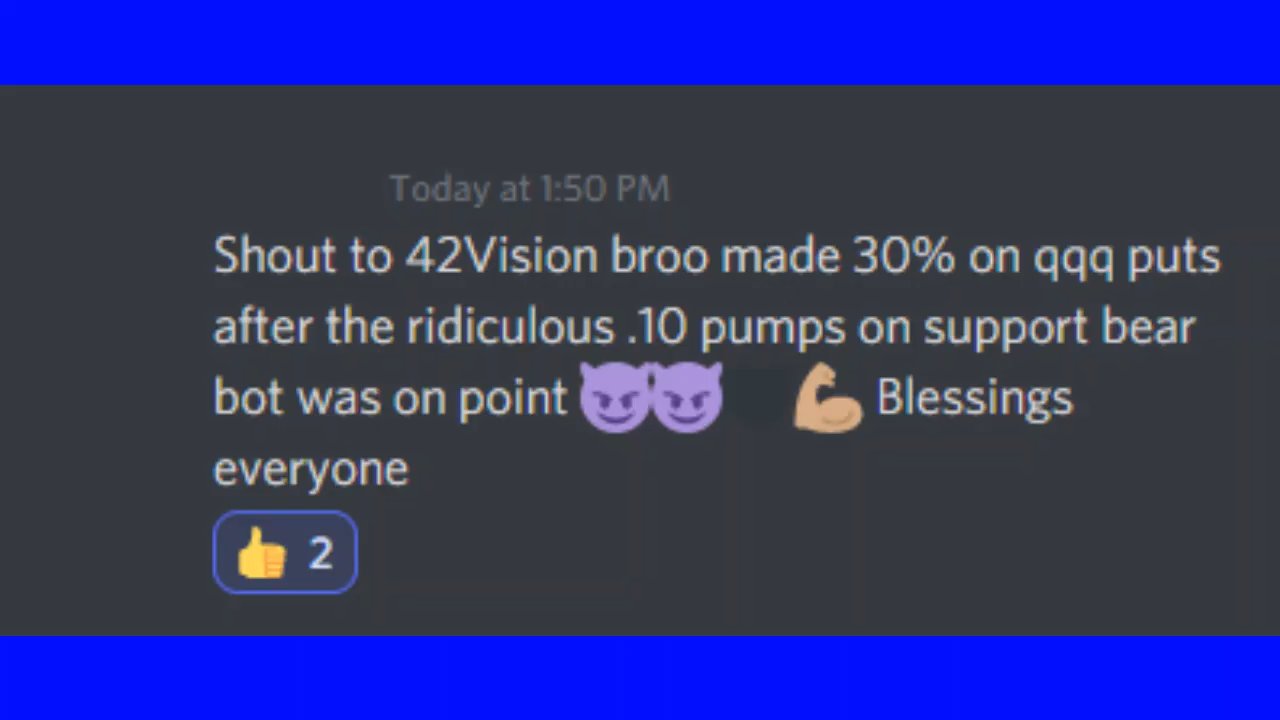 Today at 1:50 PM
Shout to 42Vision broo made 30% on qqq puts
after the ridiculous .10 pumps on support bear
bot was on point 😈😈 💪🏼 Blessings
everyone
👍 2